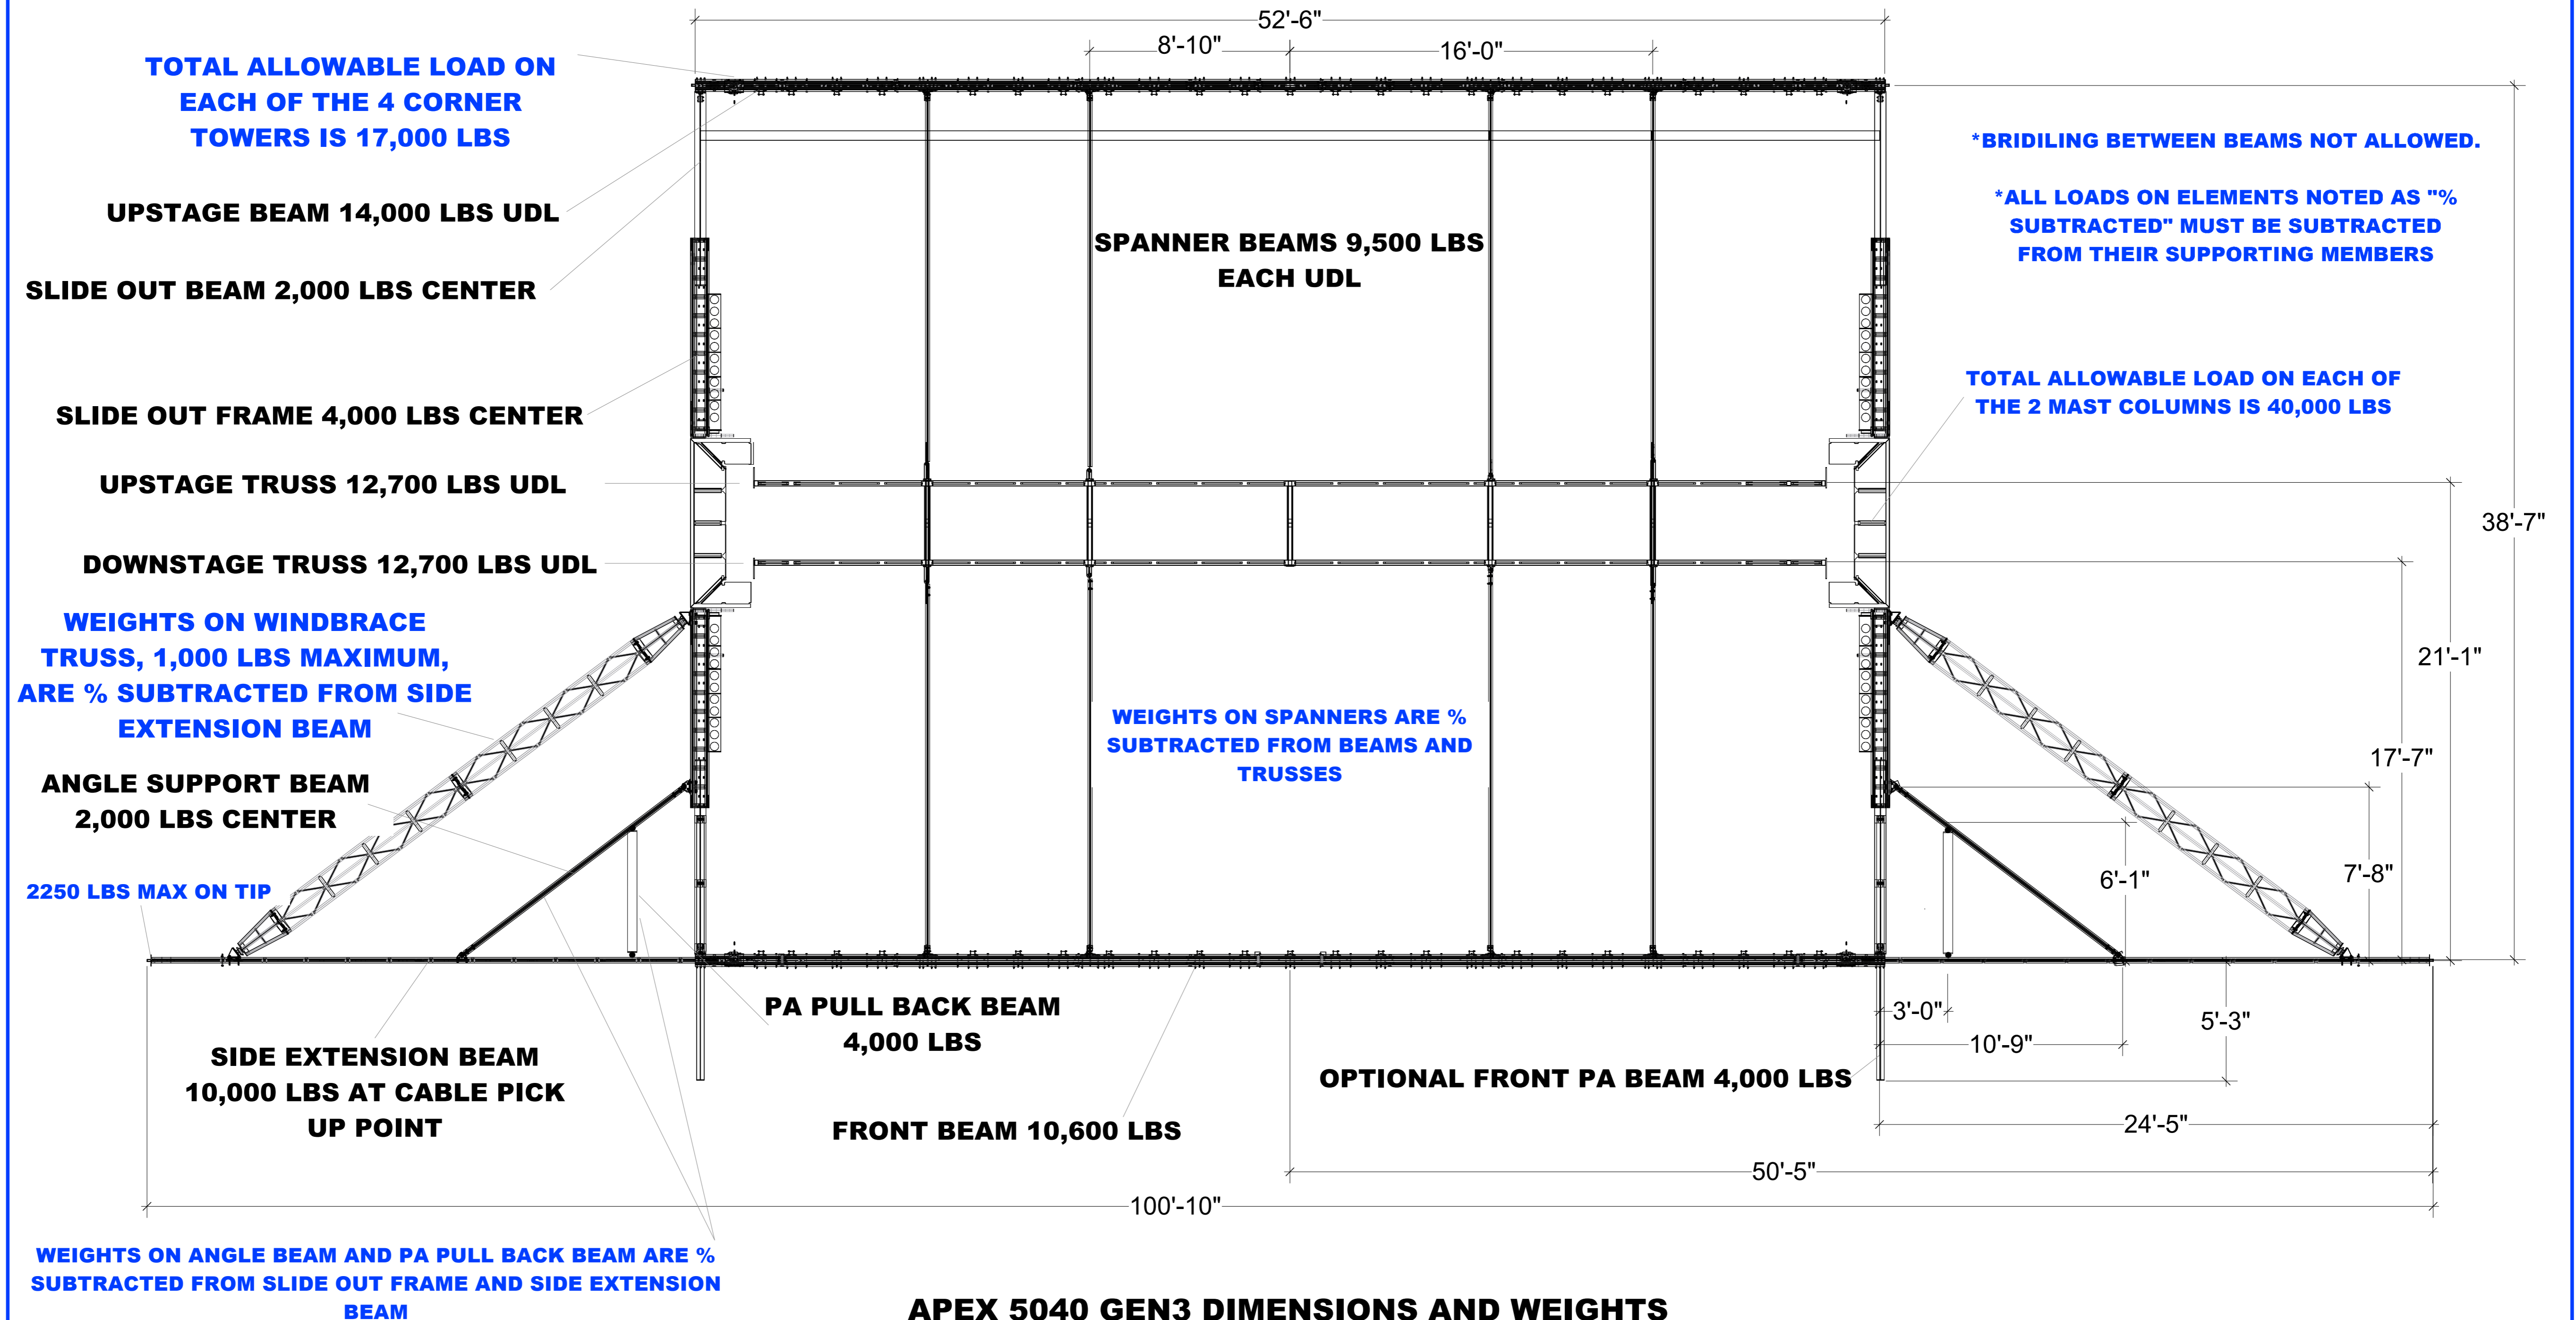 52'-6"
8'-10"
16'-0"
TOTAL ALLOWABLE LOAD ON
EACH OF THE 4 CORNER
TOWERS IS 17,000 LBS
*BRIDILING BETWEEN BEAMS NOT ALLOWED.
*ALL LOADS ON ELEMENTS NOTED AS "%
SUBTRACTED" MUST BE SUBTRACTED
FROM THEIR SUPPORTING MEMBERS
UPSTAGE BEAM 14,000 LBS UDL
SPANNER BEAMS 9,500 LBS
EACH UDL
SLIDE OUT BEAM 2,000 LBS CENTER
SLIDE OUT FRAME 4,000 LBS CENTER
TOTAL ALLOWABLE LOAD ON EACH OF
THE 2 MAST COLUMNS IS 40,000 LBS
UPSTAGE TRUSS 12,700 LBS UDL
38'-7"
DOWNSTAGE TRUSS 12,700 LBS UDL
WEIGHTS ON WINDBRACE
TRUSS, 1,000 LBS MAXIMUM,
ARE % SUBTRACTED FROM SIDE
EXTENSION BEAM
21'-1"
WEIGHTS ON SPANNERS ARE %
SUBTRACTED FROM BEAMS AND
TRUSSES
17'-7"
ANGLE SUPPORT BEAM
2,000 LBS CENTER
7'-8"
6'-1"
2250 LBS MAX ON TIP
PA PULL BACK BEAM
4,000 LBS
3'-0"
5'-3"
10'-9"
SIDE EXTENSION BEAM
10,000 LBS AT CABLE PICK
UP POINT
OPTIONAL FRONT PA BEAM 4,000 LBS
FRONT BEAM 10,600 LBS
24'-5"
50'-5"
100'-10"
WEIGHTS ON ANGLE BEAM AND PA PULL BACK BEAM ARE %
SUBTRACTED FROM SLIDE OUT FRAME AND SIDE EXTENSION
BEAM
APEX 5040 GEN3 DIMENSIONS AND WEIGHTS